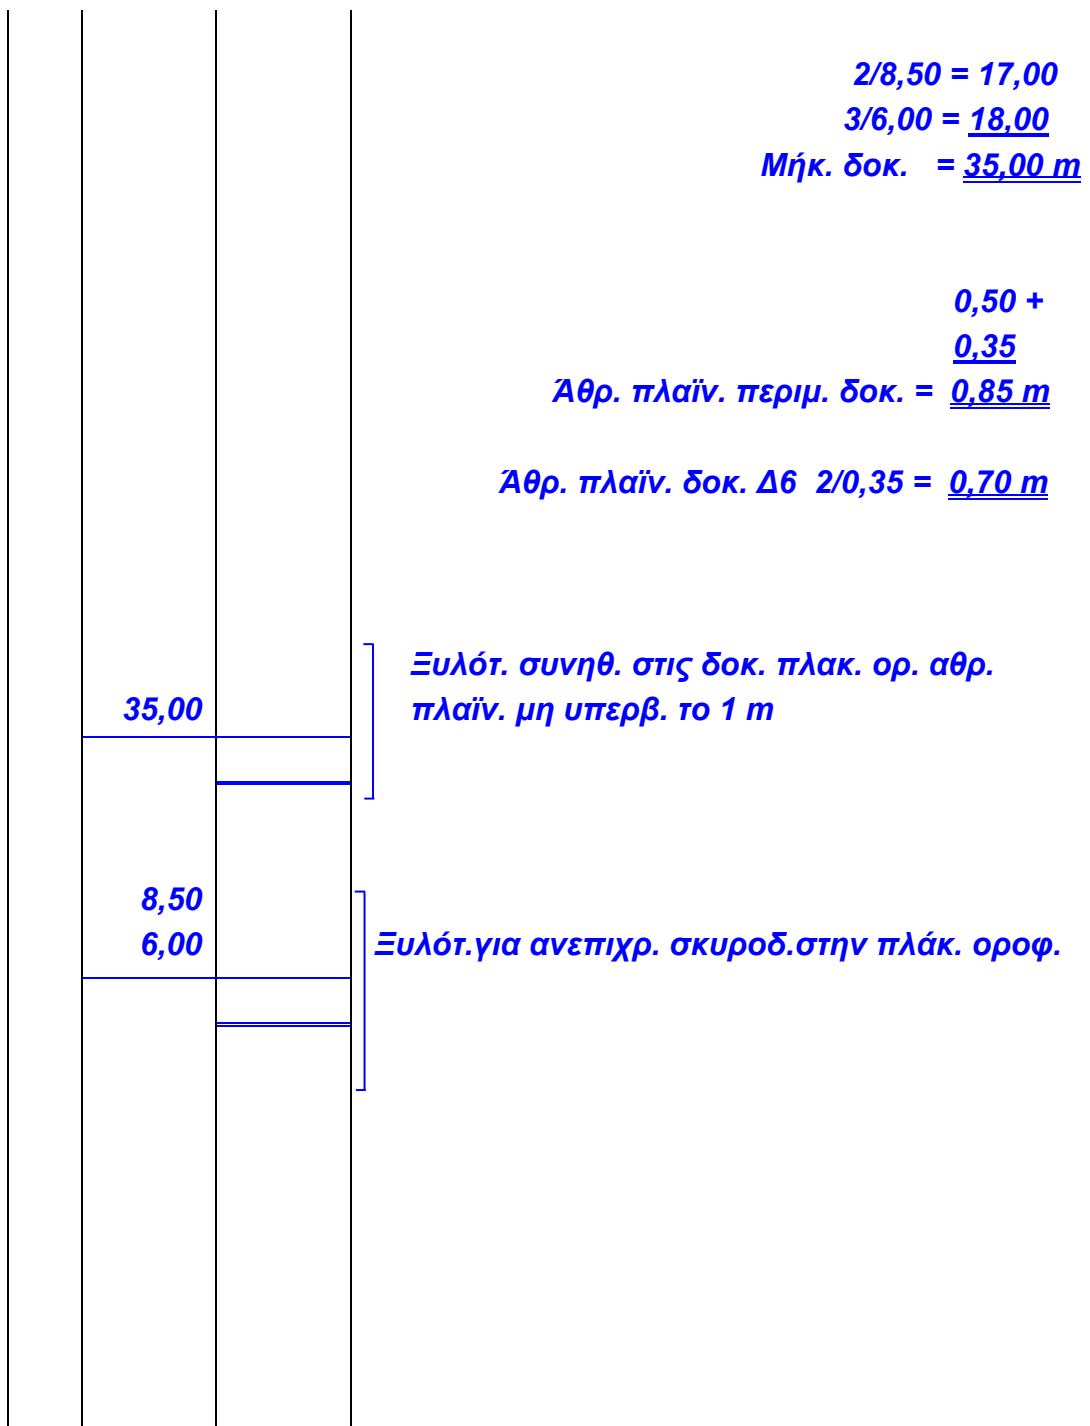 2/8,50 = 17,00
3/6,00 = 18,00
Μήκ. δοκ. = 35,00 m
0,50 +
0,35
Άθρ. πλαϊν. περιμ. δοκ. = 0,85 m
Άθρ. πλαϊν. δοκ. Δ6 2/0,35 = 0,70 m
Ξυλότ. συνηθ. στις δοκ. πλακ. ορ. αθρ.
35,00 πλαϊν. μη υπερβ. το 1 m
8,50
6,00 Ξυλότ.για ανεπιχρ. σκυροδ.στην πλάκ. οροφ.